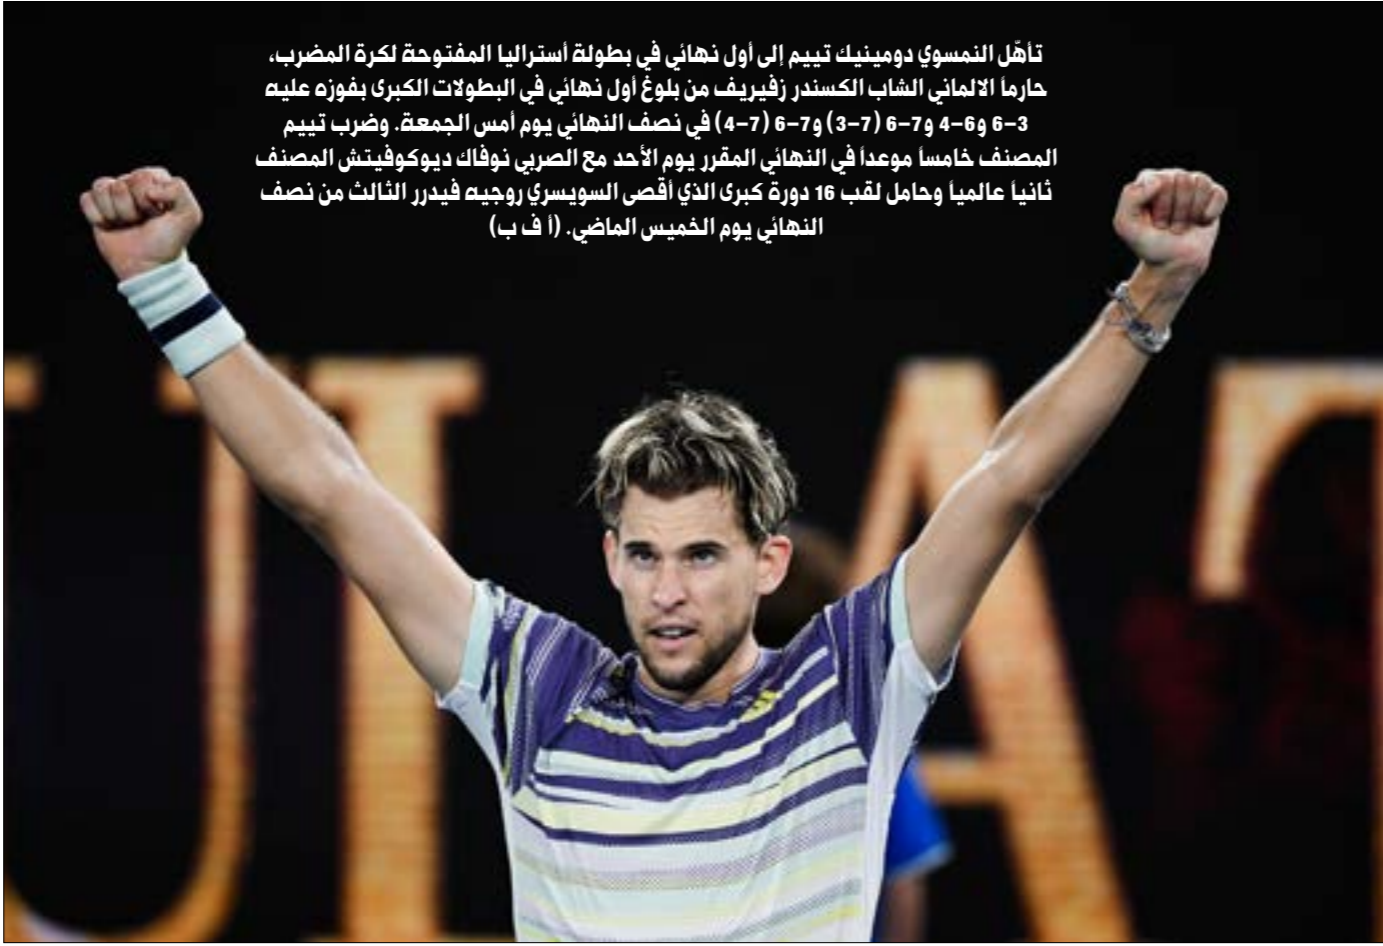 تأهّل النمسوي دومينيك تييم إلى أول نهائي في بطولة أستراليا المفتوحة لكرة المضرب،
حارماً الالماني الشاب الكسندر زفيريف من بلوغ أول نهائي في البطولات الكبرى بفوزه عليه
3–6 و6–4 و7–6 (7–3) و7–6 (7–4) في نصف النهائي يوم أمس الجمعة. وضرب تييم
المصنف خامساً موعداً في النهائي المقرر يوم الأحد مع الصربي نوفاك ديوكوفيتش المصنف
ثانياً عالمياً وحامل لقب 16 دورة كبرى الذي أقصى السويسري روجيه فيدرر الثالث من نصف
النهائي يوم الخميس الماضي. (أ ف ب)
ULAT